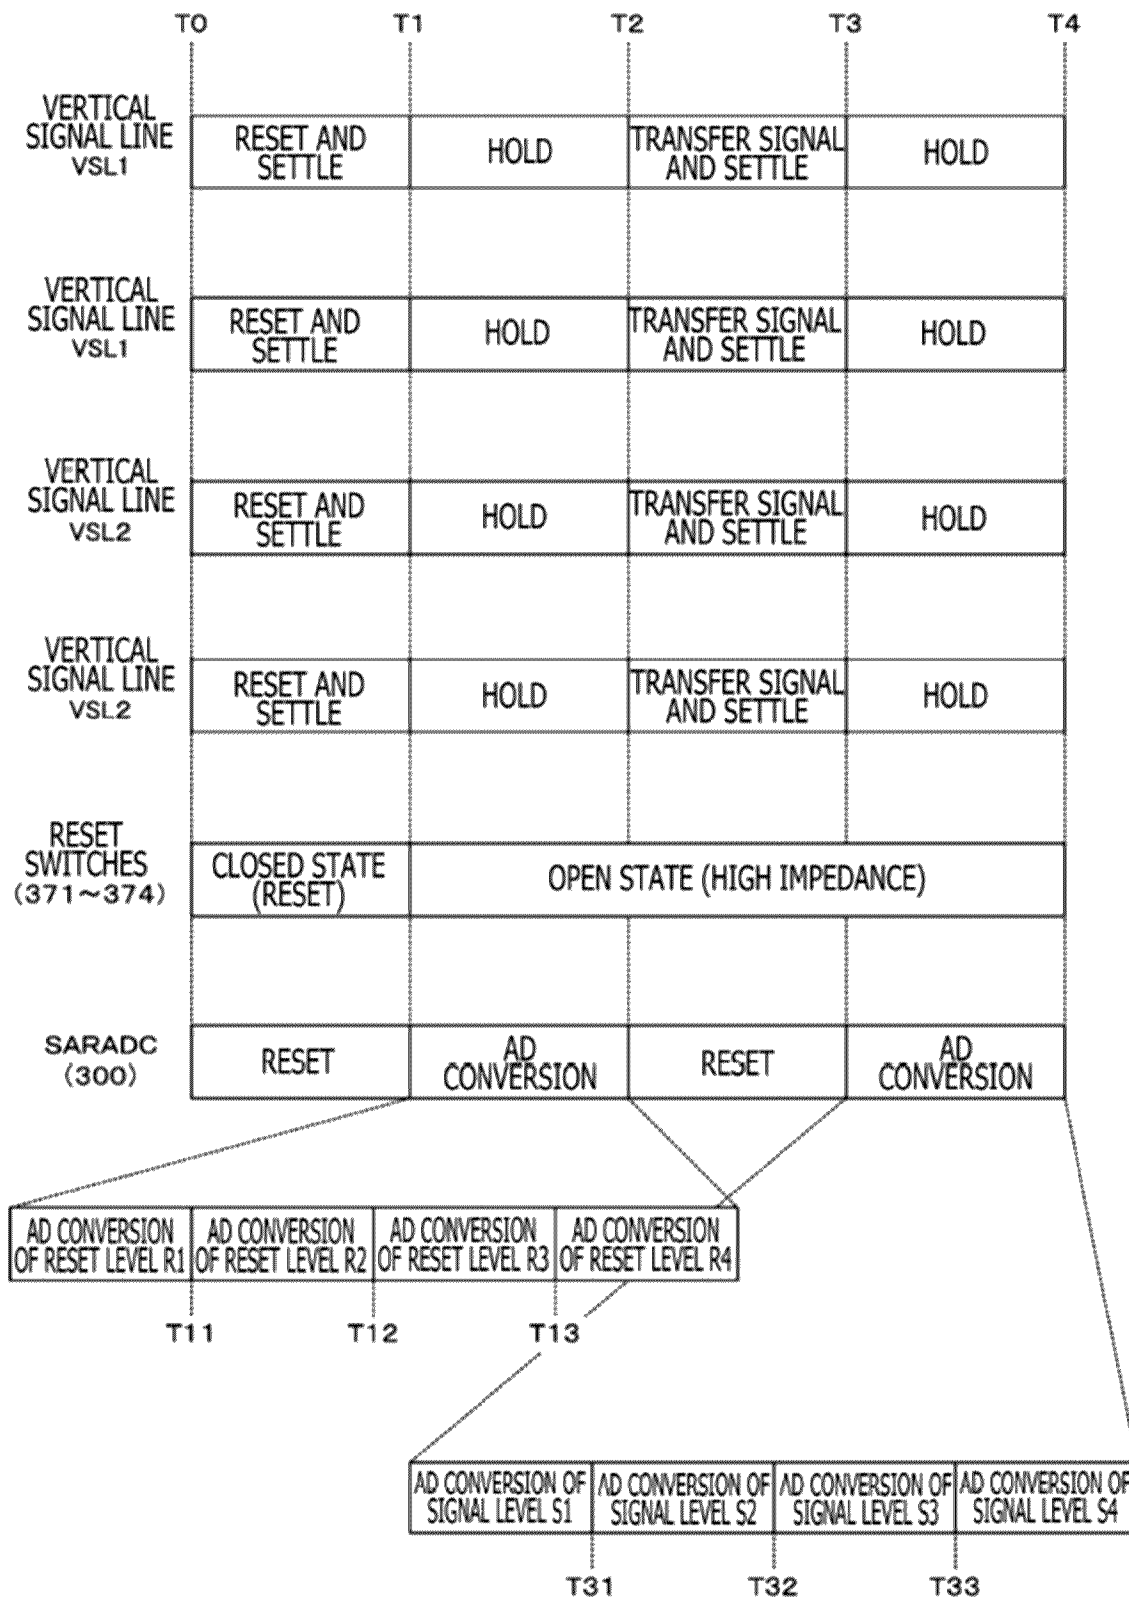 T0 T1 T2 T3 T4
VERTICAL
SIGNAL LINE
VSL1
RESET AND
SETTLE
HOLD
TRANSFER SIGNAL
AND SETTLE
HOLD
VERTICAL
SIGNAL LINE
VSL1
RESET AND
SETTLE
HOLD
TRANSFER SIGNAL
AND SETTLE
HOLD
VERTICAL
SIGNAL LINE
VSL2
RESET AND
SETTLE
HOLD
TRANSFER SIGNAL
AND SETTLE
HOLD
VERTICAL
SIGNAL LINE
VSL2
RESET AND
SETTLE
HOLD
TRANSFER SIGNAL
AND SETTLE
HOLD
RESET
SWITCHES
(371~374)
CLOSED STATE
(RESET)
OPEN STATE (HIGH IMPEDANCE)
SARADC
(300)
RESET
AD
CONVERSION
RESET
AD
CONVERSION
AD CONVERSION
OF RESET LEVEL R1
AD CONVERSION
OF RESET LEVEL R2
AD CONVERSION
OF RESET LEVEL R3
AD CONVERSION
OF RESET LEVEL R4
T11 T12 T13
AD CONVERSION OF
SIGNAL LEVEL S1
AD CONVERSION OF
SIGNAL LEVEL S2
AD CONVERSION OF
SIGNAL LEVEL S3
AD CONVERSION OF
SIGNAL LEVEL S4
T31 T32 T33